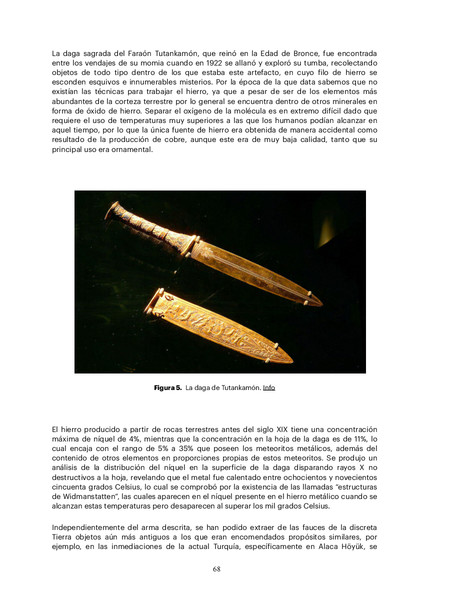 La daga sagrada del Faraón Tutankamón, que reinó en la Edad de Bronce, fue encontrada
entre los vendajes de su momia cuando en 1922 se allanó y exploró su tumba, recolectando
objetos de todo tipo dentro de los que estaba este artefacto, en cuyo filo de hierro se
esconden esquivos e innumerables misterios. Por la época de la que data sabemos que no
existían las técnicas para trabajar el hierro, ya que a pesar de ser de los elementos más
abundantes de la corteza terrestre por lo general se encuentra dentro de otros minerales en
forma de óxido de hierro. Separar el oxígeno de la molécula es en extremo difícil dado que
requiere el uso de temperaturas muy superiores a las que los humanos podían alcanzar en
aquel tiempo, por lo que la única fuente de hierro era obtenida de manera accidental como
resultado de la producción de cobre, aunque este era de muy baja calidad, tanto que su
principal uso era ornamental.
Figura 5. La daga de Tutankamón. Info
El hierro producido a partir de rocas terrestres antes del siglo XIX tiene una concentración
máxima de níquel de 4%, mientras que la concentración en la hoja de la daga es de 11%, lo
cual encaja con el rango de 5% a 35% que poseen los meteoritos metálicos, además del
contenido de otros elementos en proporciones propias de estos meteoritos. Se produjo un
análisis de la distribución del níquel en la superficie de la daga disparando rayos X no
destructivos a la hoja, revelando que el metal fue calentado entre ochocientos y novecientos
cincuenta grados Celsius, lo cual se comprobó por la existencia de las llamadas “estructuras
de Widmanstatten”, las cuales aparecen en el níquel presente en el hierro metálico cuando se
alcanzan estas temperaturas pero desaparecen al superar los mil grados Celsius.
Independientemente del arma descrita, se han podido extraer de las fauces de la discreta
Tierra objetos aún más antiguos a los que eran encomendados propósitos similares, por
ejemplo, en las inmediaciones de la actual Turquía, específicamente en Alaca Höyük, se
68